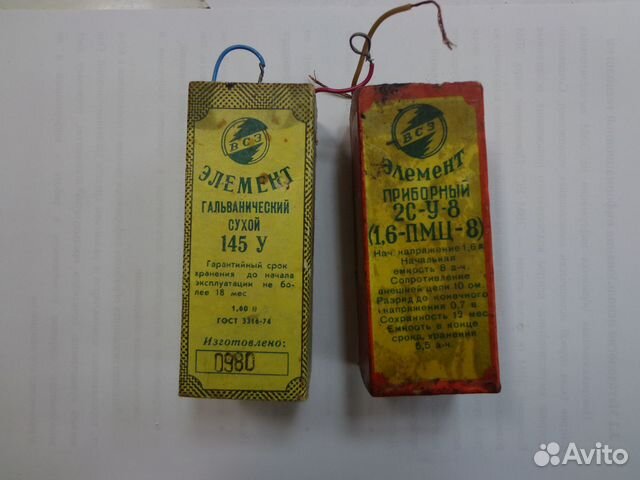 ВСЗ
ЭЛЕМЕНТ
ГАЛЬВАНИЧЕСКИЙ
СУХОЙ
145 У
Гарантийный срок
хранения до начала
эксплуатации не бо-
лее 18 мес
1,60 в
ГОСТ 3316-74
Изготовлено:
0980
ВСЗ
Элемент
ПРИБОРНЫЙ
2С-У-8
(1,6-ПМЦ-8)
Нач. напряжение 1,6 в
Начальная
емкость 8 а-ч.
Сопротивление
внешней цепи 10 ом
Разряд до конечного
напряжения 0,7 в
Сохранность 12 мес.
Емкость в конце
срока хранения
6,5 а-ч.
Avito